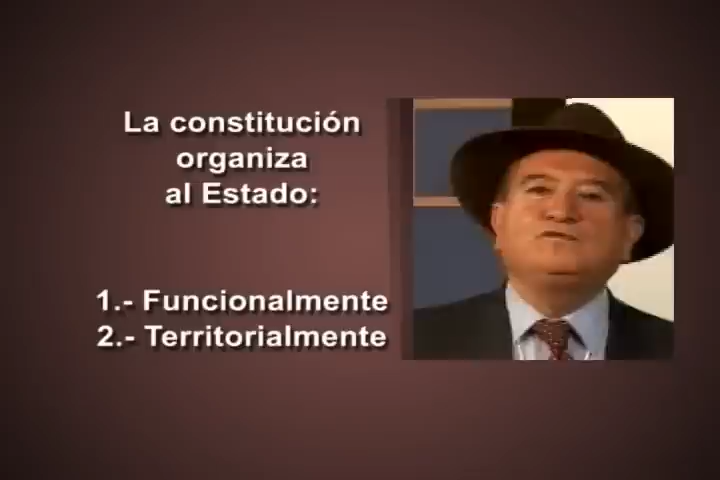 La constitución
organiza
al Estado:
1.- Funcionalmente
2.- Territorialmente